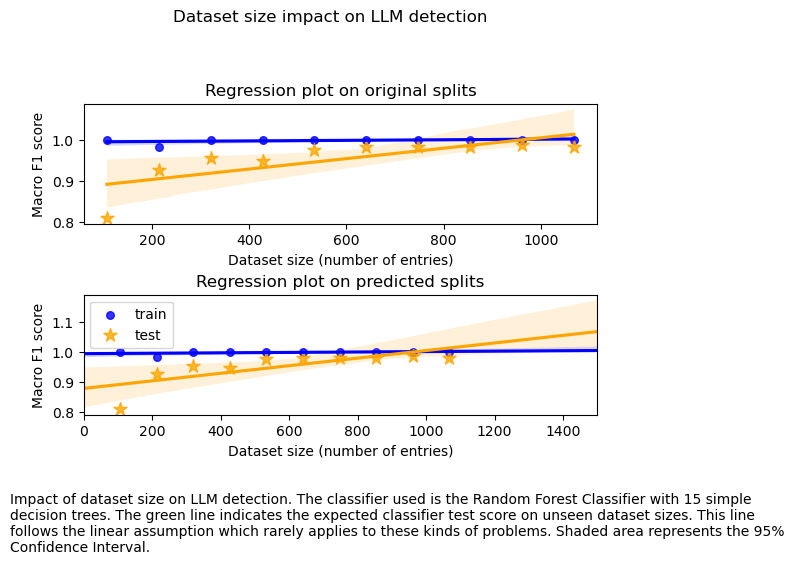 Dataset size impact on LLM detection
Regression plot on original splits
Macro F1 score
1.0
0.9
0.8
200 400 600 800 1000
Dataset size (number of entries)
Regression plot on predicted splits
Macro F1 score
1.1
1.0
0.9
0.8
train
test
0 200 400 600 800 1000 1200 1400
Dataset size (number of entries)
Impact of dataset size on LLM detection. The classifier used is the Random Forest Classifier with 15 simple
decision trees. The green line indicates the expected classifier test score on unseen dataset sizes. This line
follows the linear assumption which rarely applies to these kinds of problems. Shaded area represents the 95%
Confidence Interval.